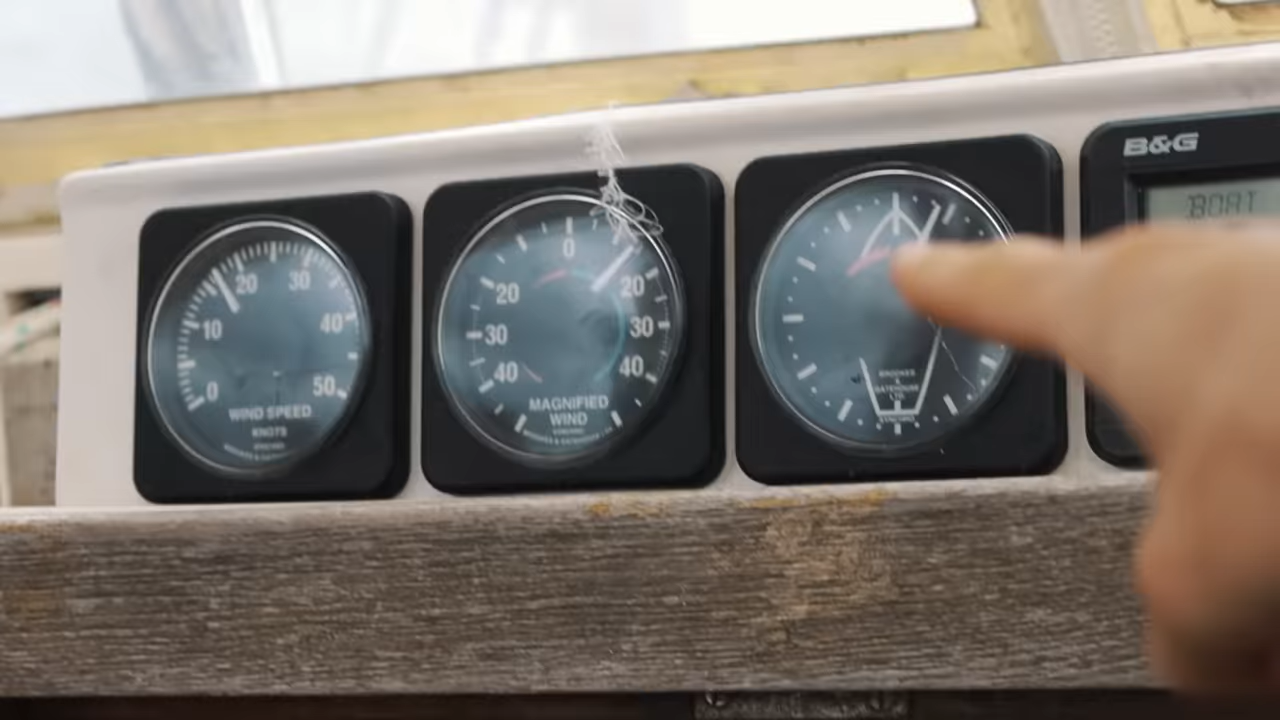 20 30
10 40
0 50
WIND SPEED
KNOTS
0
20 20
30 30
40 40
MAGNIFIED
WIND
BROOKES
&
GATEHOUSE
LTD.
B&G
BOAT